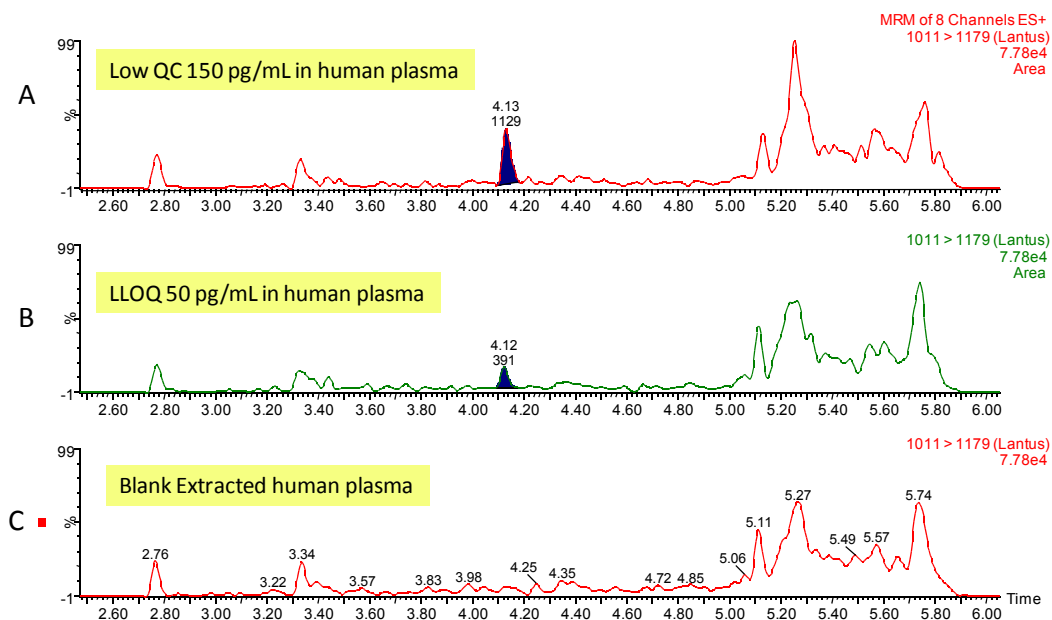 MRM of 8 Channels ES+
1011 > 1179 (Lantus)
7.78e4
Area
99
Low QC 150 pg/mL in human plasma
A
%
4.13
1129
-1
2.60 2.80 3.00 3.20 3.40 3.60 3.80 4.00 4.20 4.40 4.60 4.80 5.00 5.20 5.40 5.60 5.80 6.00
1011 > 1179 (Lantus)
7.78e4
Area
99
LLOQ 50 pg/mL in human plasma
B
%
4.12
391
-1
2.60 2.80 3.00 3.20 3.40 3.60 3.80 4.00 4.20 4.40 4.60 4.80 5.00 5.20 5.40 5.60 5.80 6.00
1011 > 1179 (Lantus)
7.78e4
99
Blank Extracted human plasma
C
%
2.76 3.22 3.34 3.57 3.83 3.98 4.25 4.35 4.72 4.85 5.06 5.11 5.27 5.49 5.57 5.74
-1
2.60 2.80 3.00 3.20 3.40 3.60 3.80 4.00 4.20 4.40 4.60 4.80 5.00 5.20 5.40 5.60 5.80 6.00 Time